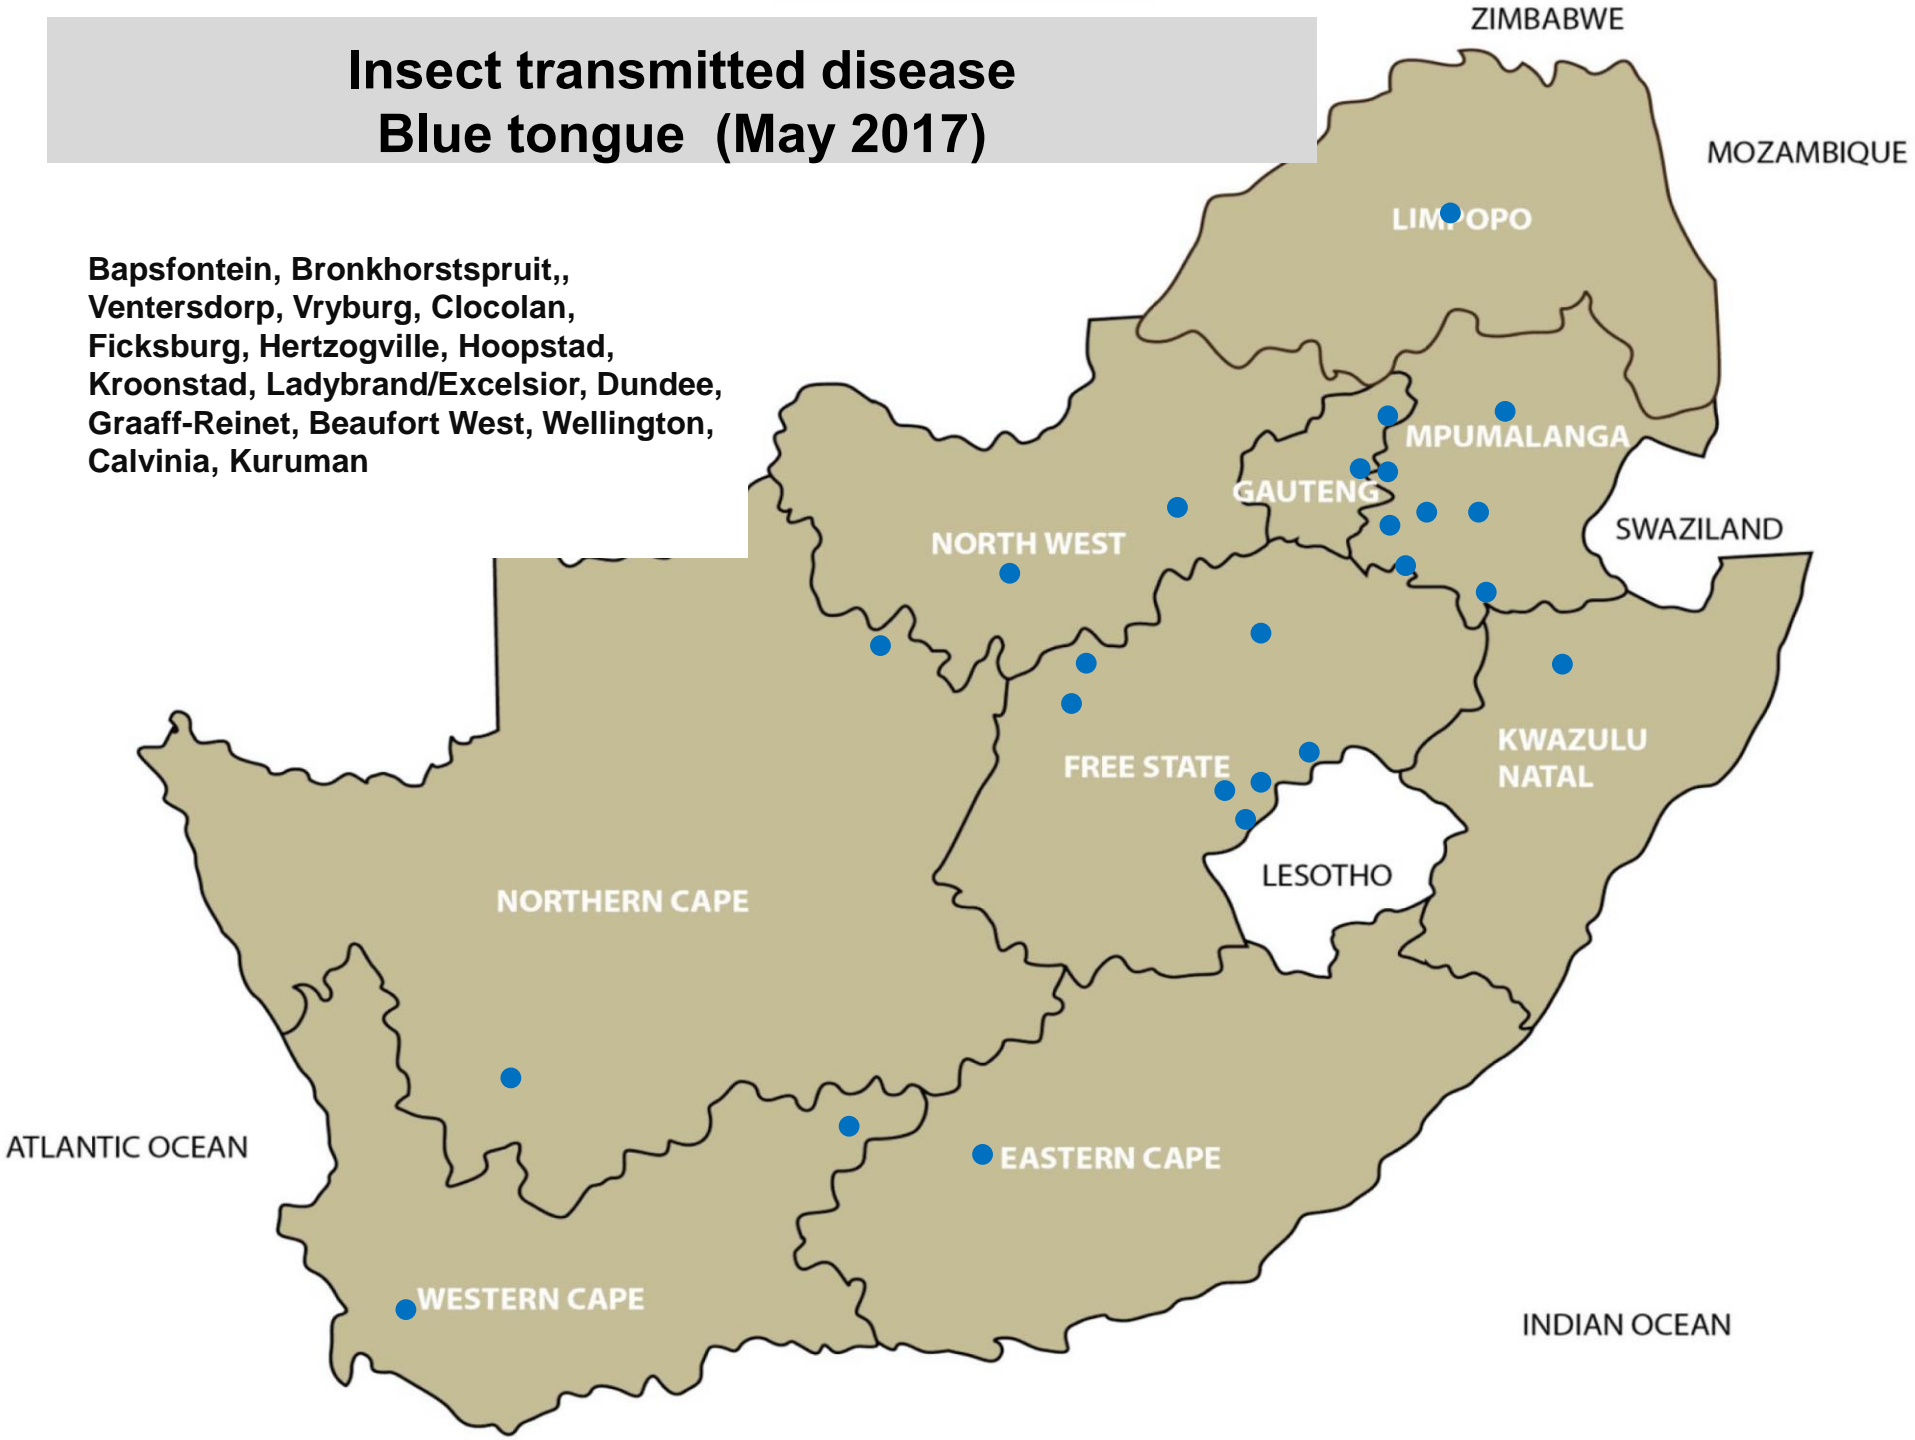 ZIMBABWE
Insect transmitted disease
Blue tongue (May 2017)
MOZAMBIQUE
LIMPOPO
Bapsfontein, Bronkhorstspruit,,
Ventersdorp, Vryburg, Clocolan,
Ficksburg, Hertzogville, Hoopstad,
Kroonstad, Ladybrand/Excelsior, Dundee,
Graaff-Reinet, Beaufort West, Wellington,
Calvinia, Kuruman
MPUMALANGA
GAUTENG
SWAZILAND
NORTH WEST
KWAZULU
NATAL
FREE STATE
LESOTHO
NORTHERN CAPE
ATLANTIC OCEAN
EASTERN CAPE
WESTERN CAPE
INDIAN OCEAN